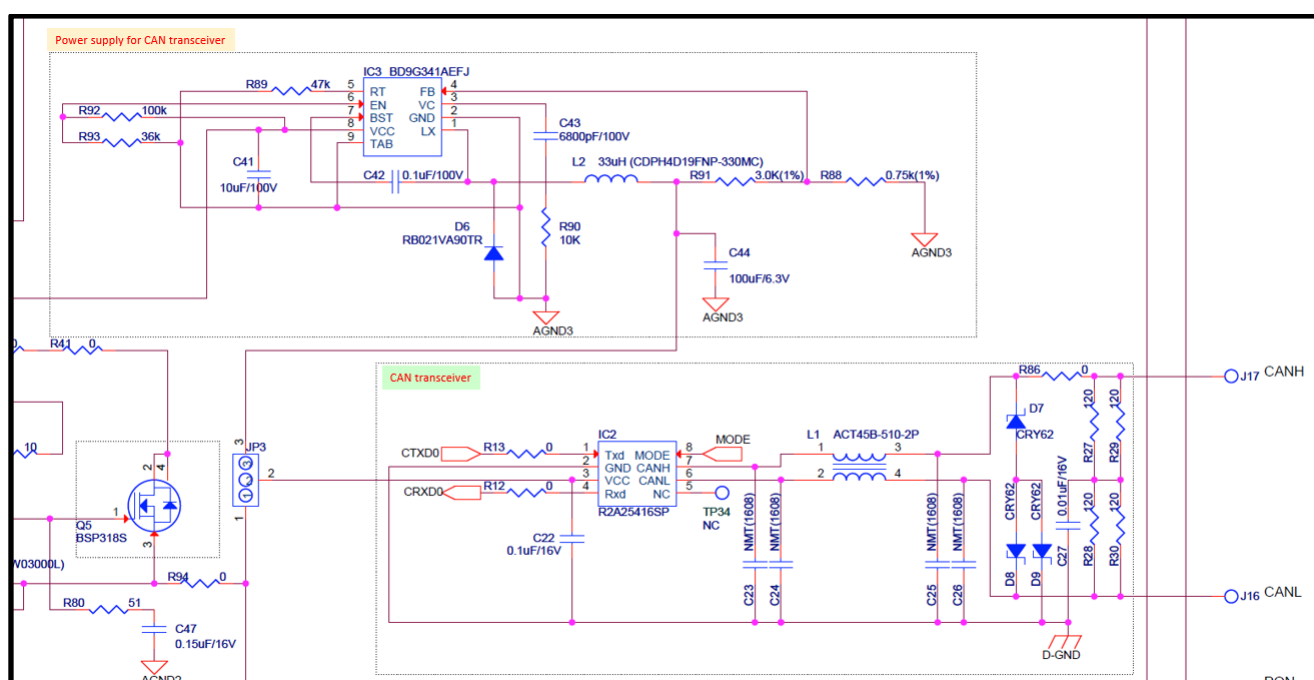 Power supply for CAN transceiver
IC3 BD9G341AEFJ
R89 47k
5 RT FB 4
6 EN VC 3
7 BST GND 2
8 VCC LX 1
9 TAB
R92 100k
R93 36k
C41
10uF/100V
C43
6800pF/100V
C42 0.1uF/100V
L2 33uH (CDPH4D19FNP-330MC)
R91 3.0K(1%)
R88 0.75k(1%)
D6
RB021VA90TR
R90
10K
C44
100uF/6.3V
AGND3
AGND3
AGND3
R41 0
0
10
CAN transceiver
JP3
3
2
1
3
1
2 4
1
3
Q5
BSP318S
W03000L)
R94 0
R80 51
C47
0.15uF/16V
AGND2
CTXD0
R13 0
CRXD0
R12 0
IC2
1 Txd MODE 8
2 GND CANH 7
3 VCC CANL 6
4 Rxd NC 5
R2A25416SP
MODE
TP34
NC
C22
0.1uF/16V
L1 ACT45B-510-2P
1 3
2 4
NMT(1608)
C23
NMT(1608)
C24
NMT(1608)
C25
NMT(1608)
C26
R86 0
D7
CRY62
CRY62
D8
CRY62
D9
0.01uF/16V
C27
120
R27
120
R29
120
R28
120
R30
D-GND
J17 CANH
J16 CANL